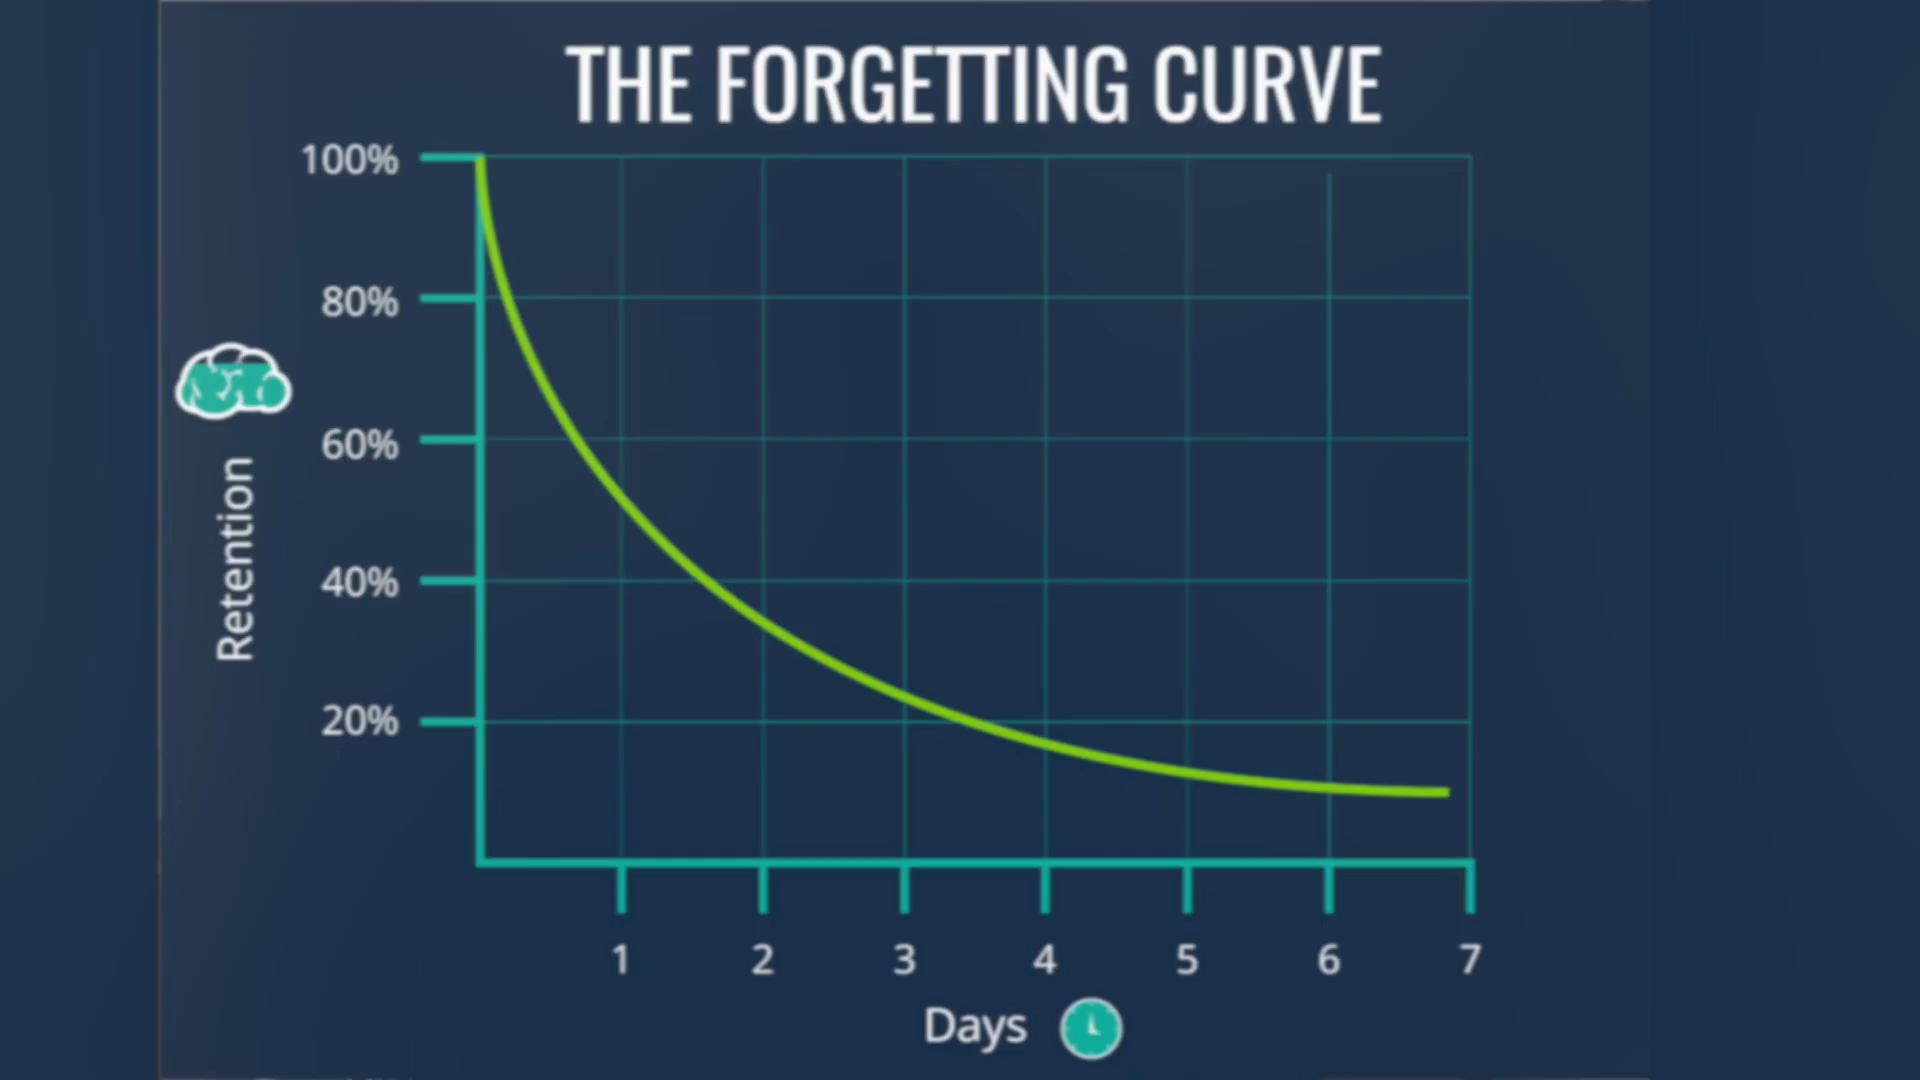 THE FORGETTING CURVE
100%
80%
60%
40%
20%
Retention
1 2 3 4 5 6 7
Days